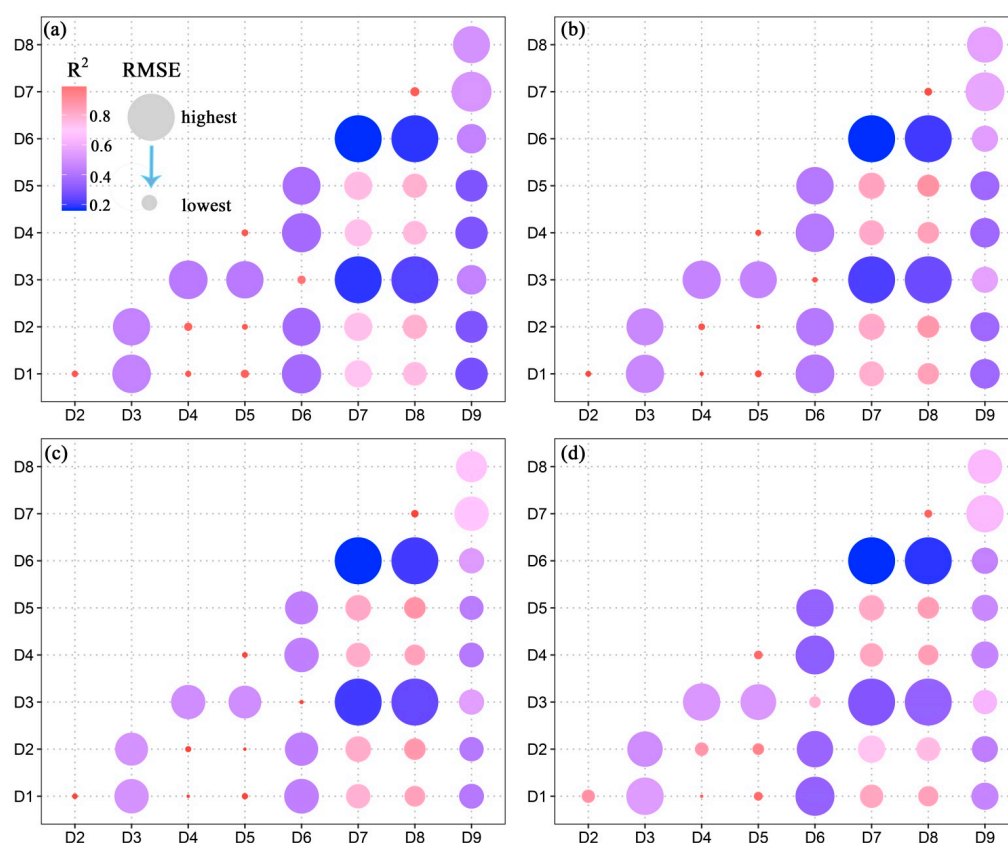 (a)
(b)
R² RMSE
0.8
0.6
0.4
0.2
highest
lowest
D8
D7
D6
D5
D4
D3
D2
D1
D2 D3 D4 D5 D6 D7 D8 D9
D8
D7
D6
D5
D4
D3
D2
D1
D2 D3 D4 D5 D6 D7 D8 D9
(c)
(d)
D8
D7
D6
D5
D4
D3
D2
D1
D2 D3 D4 D5 D6 D7 D8 D9
D8
D7
D6
D5
D4
D3
D2
D1
D2 D3 D4 D5 D6 D7 D8 D9